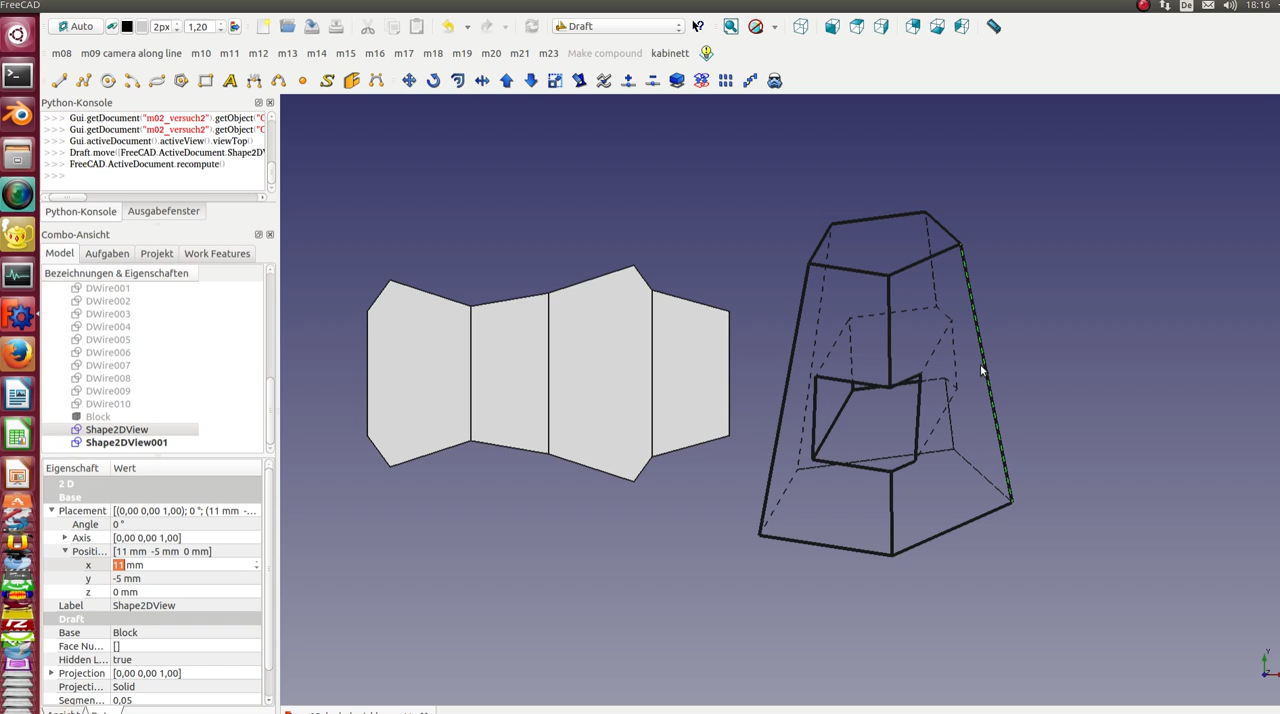 FreeCAD
De
18:16
Auto
2px
1,20
Draft
m08 m09 camera along line m10 m11 m12 m13 m14 m15 m16 m17 m18 m19 m20 m21 m23 Make compound kabinett
Python-Konsole
>>> Gui.getDocument("m02_versuch2").getObject("
>>> Gui.getDocument("m02_versuch2").getObject("
>>> Gui.activeDocument().activeView().viewTop()
>>> Draft.move([FreeCAD.ActiveDocument.Shape2D
>>> FreeCAD.ActiveDocument.recompute()
>>>
Python-Konsole Ausgabefenster
Combo-Ansicht
Model Aufgaben Projekt Work Features
Bezeichnungen & Eigenschaften
DWire001
DWire002
DWire003
DWire004
DWire005
DWire006
DWire007
DWire008
DWire009
DWire010
Block
Shape2DView
Shape2DView001
Eigenschaft Wert
2 D
Base
Placement [(0,00 0,00 1,00); 0 °; (11 mm -...
Angle 0 °
Axis [0,00 0,00 1,00]
Positi... [11 mm -5 mm 0 mm]
x 11 mm
y -5 mm
z 0 mm
Label Shape2DView
Draft
Base Block
Face Nu... []
Hidden L... true
Projection [0,00 0,00 1,00]
Projecti... Solid
Segmen... 0,05
Y